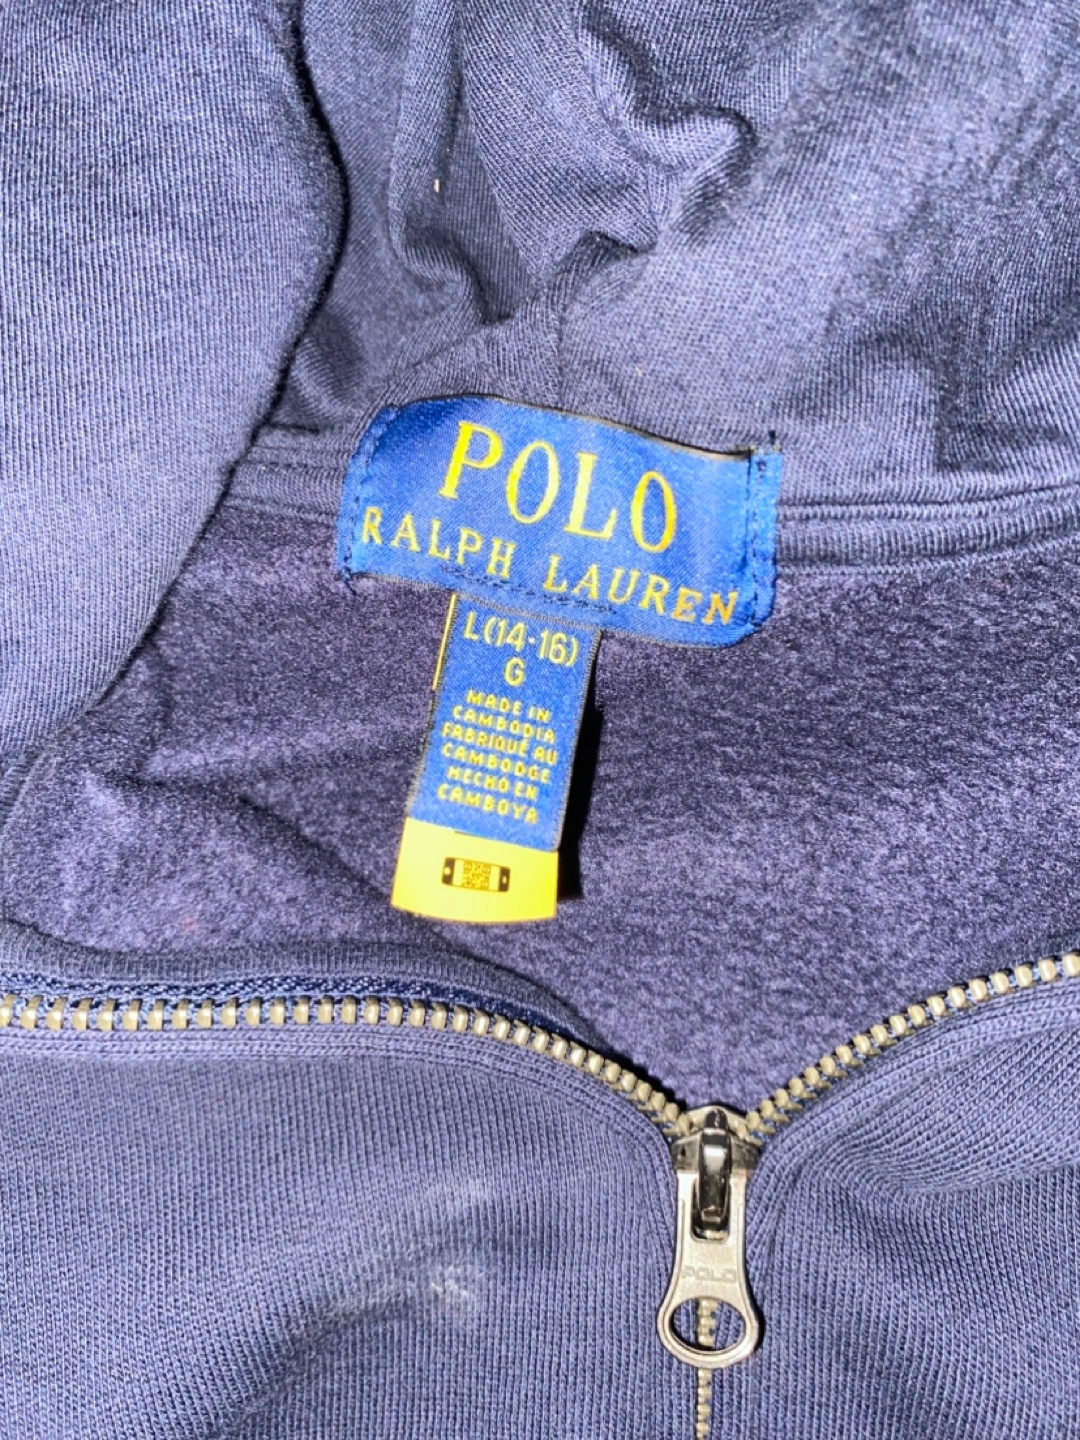 POLO
RALPH LAUREN
L(14-16)
G
MADE IN
CAMBODIA
FABRIQUÉ AU
CAMBODGE
HECHO EN
CAMBOYA
POLO